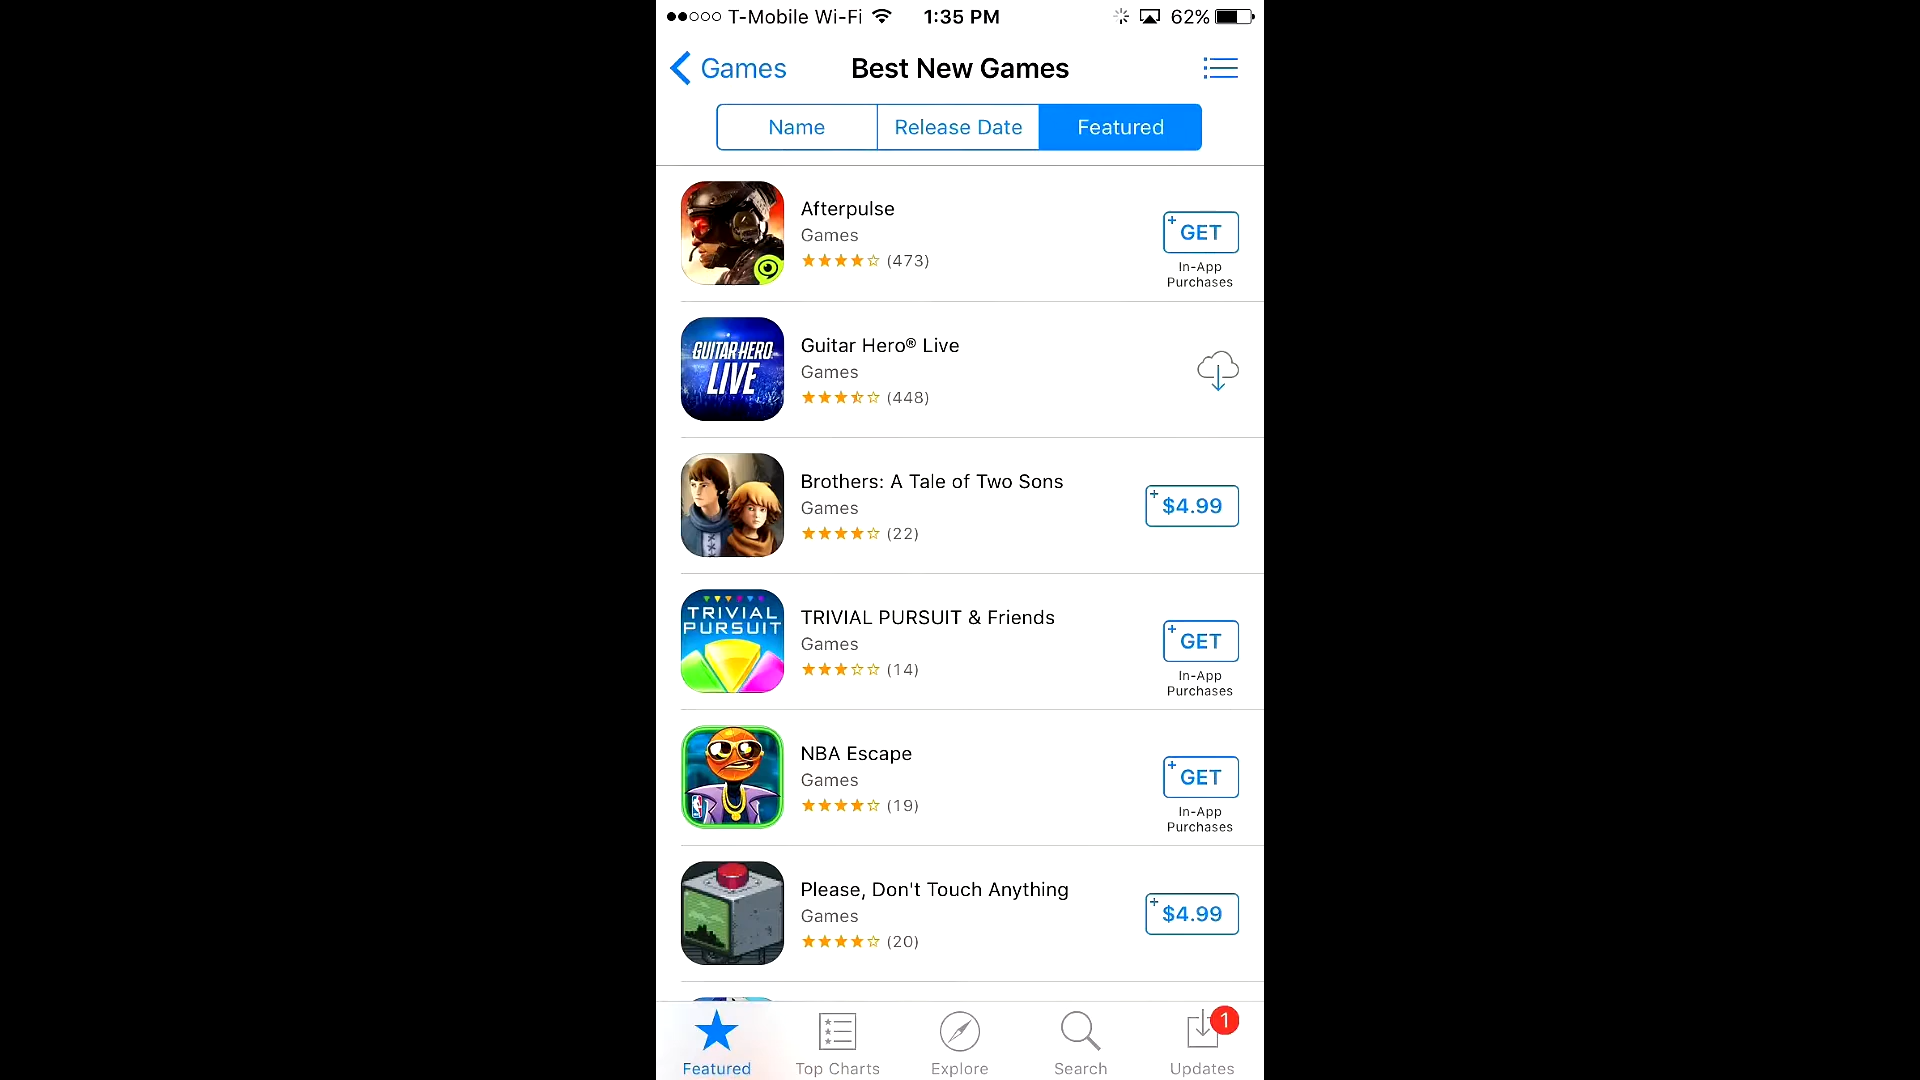 T-Mobile Wi-Fi 1:35 PM 62%
Games Best New Games
Name Release Date Featured
Afterpulse
Games
(473)
GET
In-App
Purchases
GUITAR HERO
LIVE
Guitar Hero® Live
Games
(448)
Brothers: A Tale of Two Sons
Games
(22)
+ $4.99
TRIVIAL
PURSUIT
TRIVIAL PURSUIT & Friends
Games
(14)
+ GET
In-App
Purchases
NBA Escape
Games
(19)
+ GET
In-App
Purchases
Please, Don't Touch Anything
Games
(20)
+ $4.99
1
Featured Top Charts Explore Search Updates